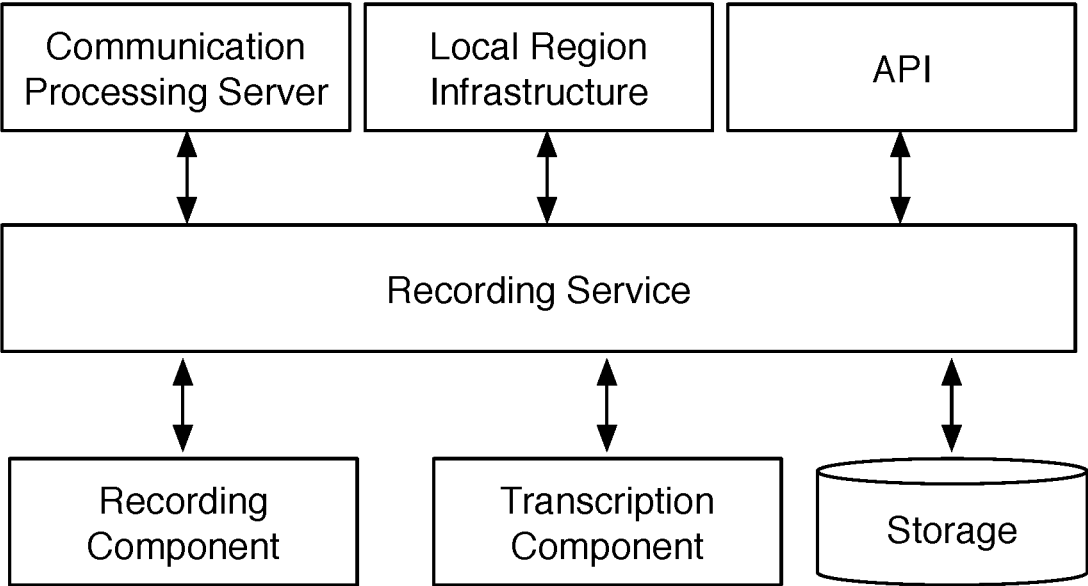 Communication
Processing Server
Local Region
Infrastructure
API
Recording Service
Recording
Component
Transcription
Component
Storage